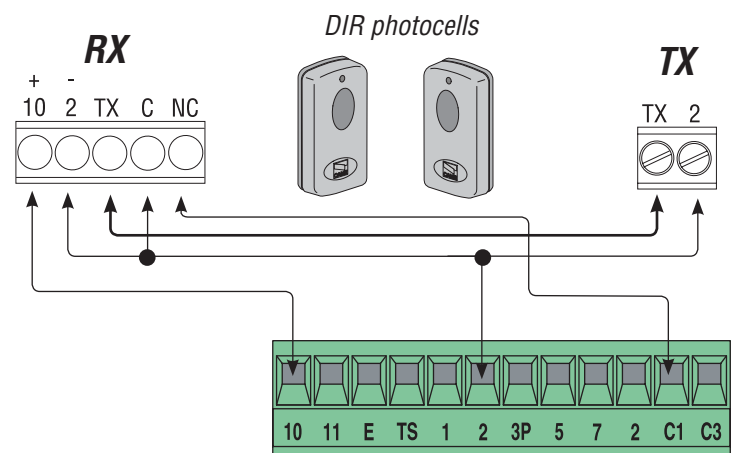 DIR photocells
RX
TX
+ -
10 2 TX C NC
TX 2
10 11 E TS 1 2 3P 5 7 2 C1 C3